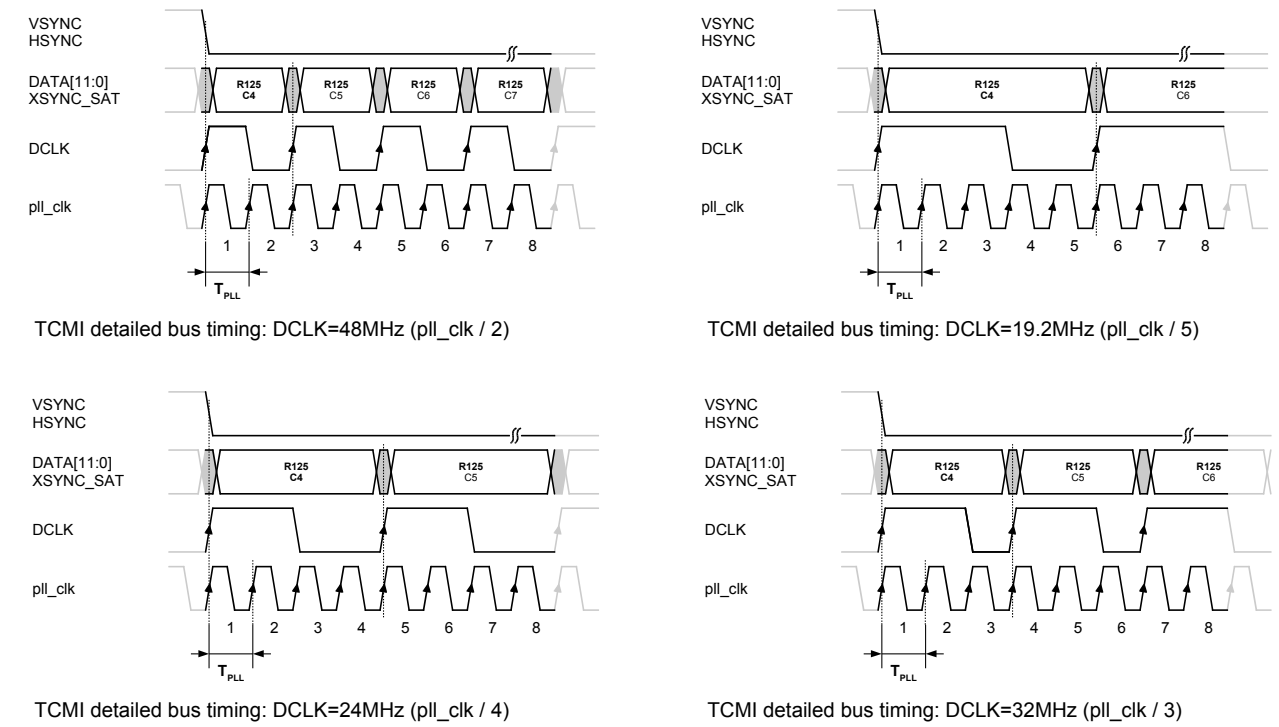 VSYNC
HSYNC
DATA[11:0]
XSYNC_SAT
R125 R125 R125 R125
C4 C5 C6 C7
DCLK
pll_clk
1 2 3 4 5 6 7 8
TPLL
TCMI detailed bus timing: DCLK=48MHz (pll_clk / 2)
VSYNC
HSYNC
DATA[11:0]
XSYNC_SAT
R125 R125
C4 C6
DCLK
pll_clk
1 2 3 4 5 6 7 8
TPLL
TCMI detailed bus timing: DCLK=19.2MHz (pll_clk / 5)
VSYNC
HSYNC
DATA[11:0]
XSYNC_SAT
R125 R125
C4 C5
DCLK
pll_clk
1 2 3 4 5 6 7 8
TPLL
TCMI detailed bus timing: DCLK=24MHz (pll_clk / 4)
VSYNC
HSYNC
DATA[11:0]
XSYNC_SAT
R125 R125 R125
C4 C5 C6
DCLK
pll_clk
1 2 3 4 5 6 7 8
TPLL
TCMI detailed bus timing: DCLK=32MHz (pll_clk / 3)